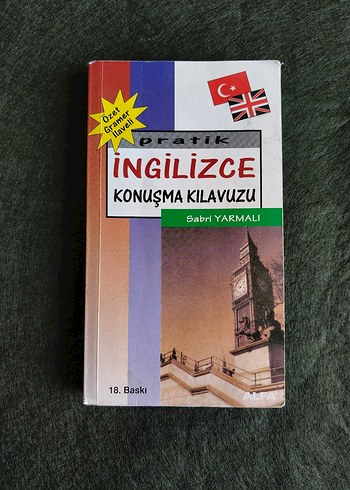 Özet
Gramer
İlaveli
pratik
İNGİLİZCE
KONUŞMA KILAVUZU
Sabri YARMALI
18. Baskı
ALFA